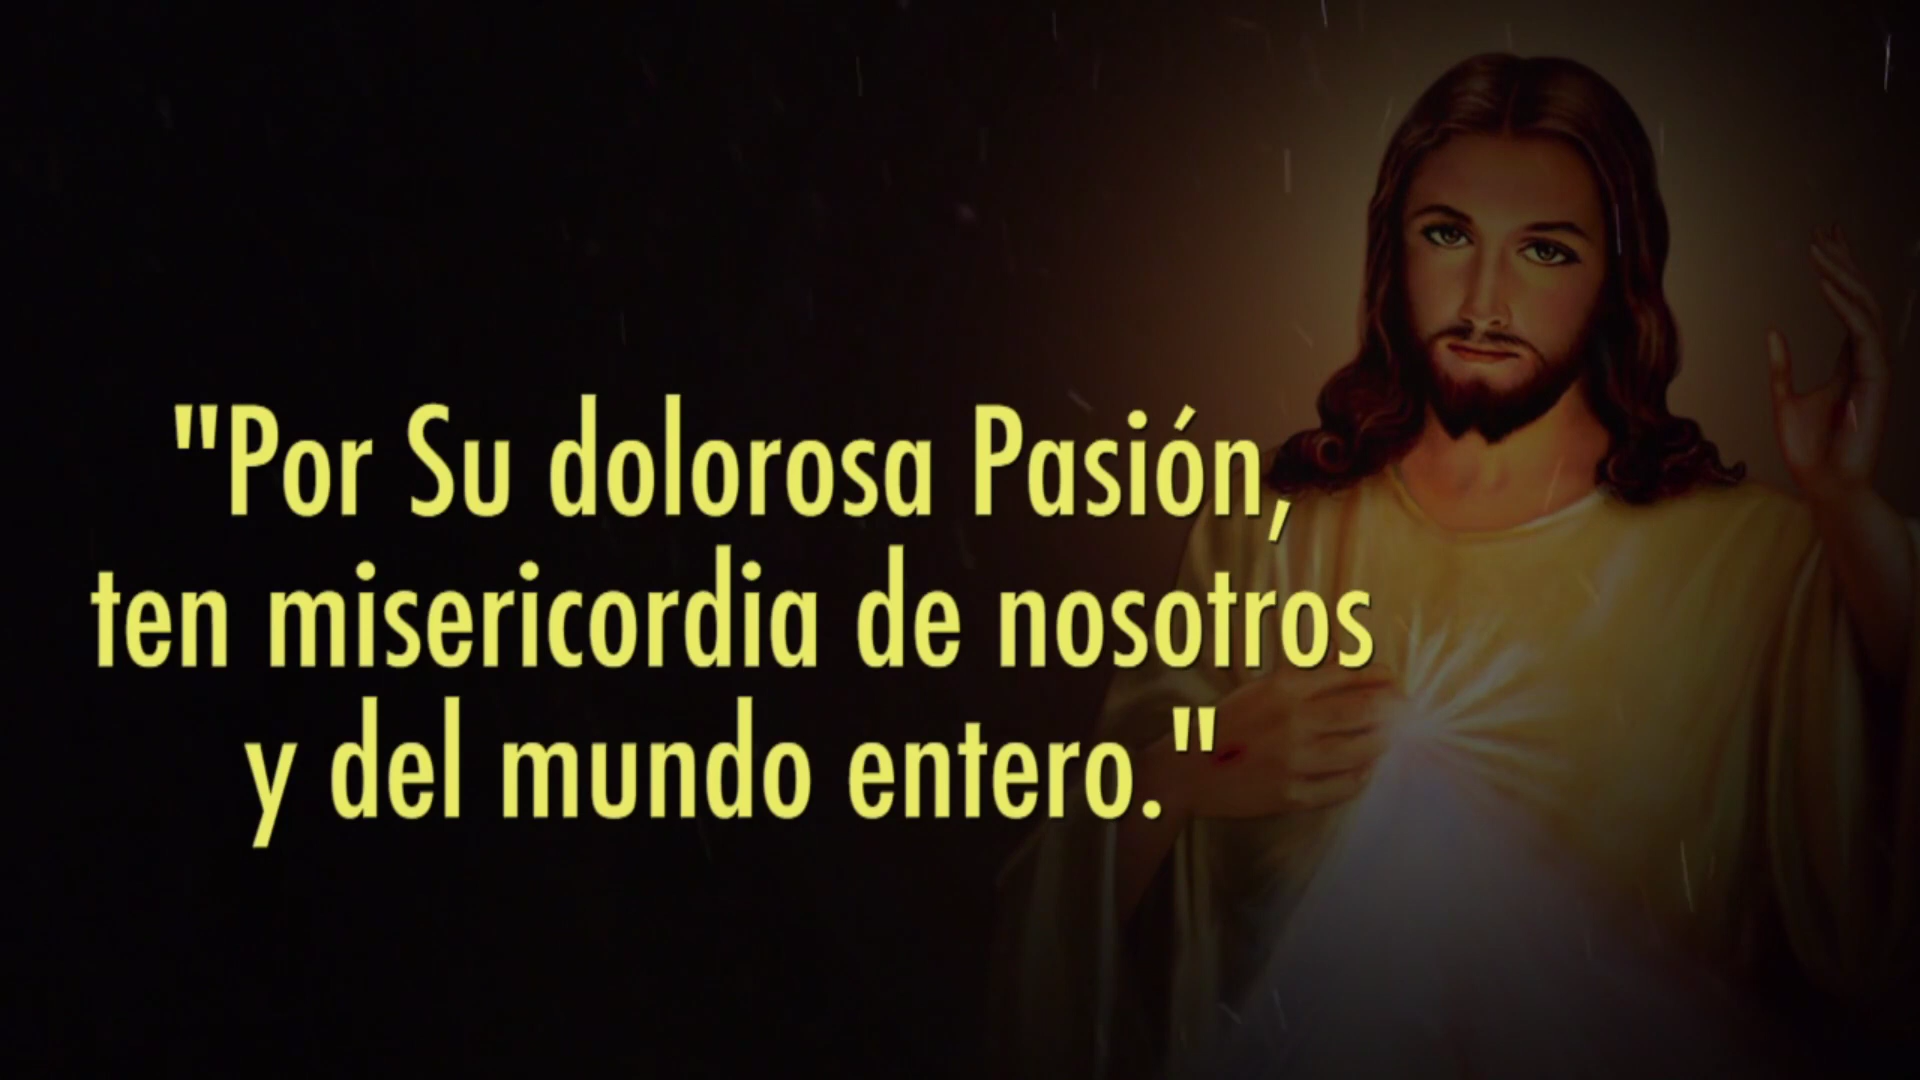 "Por Su dolorosa Pasión,
ten misericordia de nosotros
y del mundo entero."